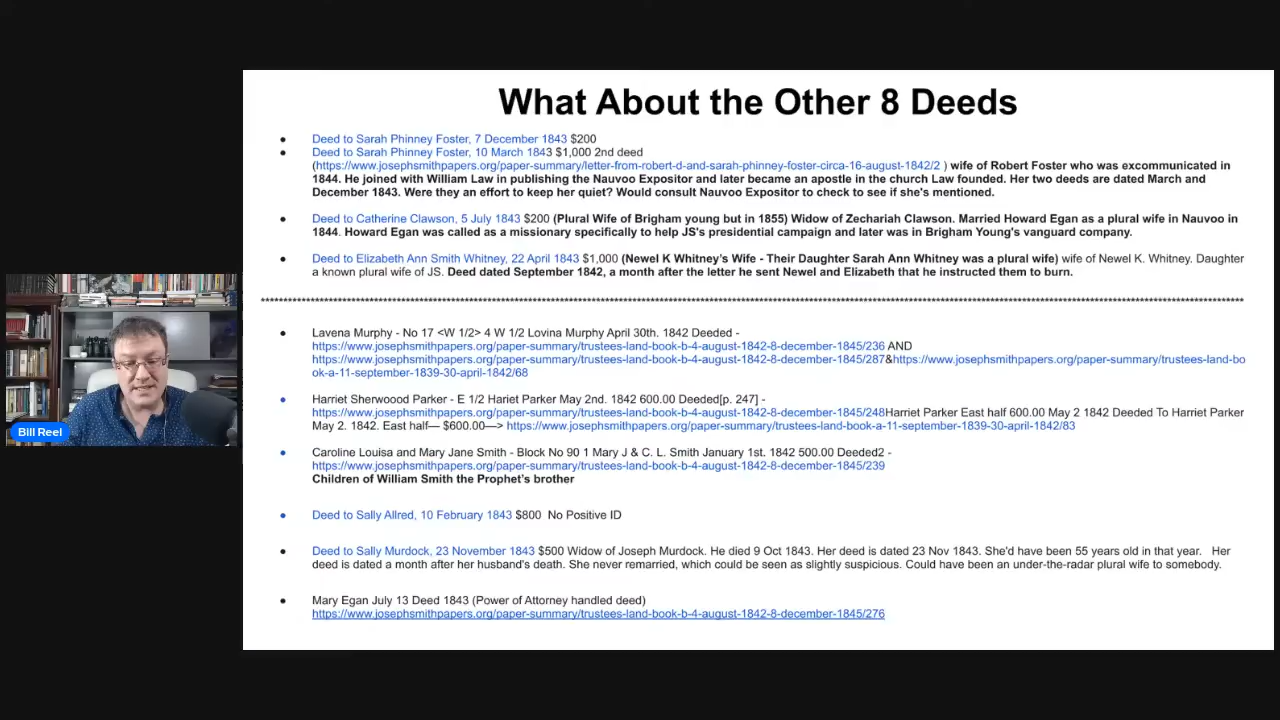 What About the Other 8 Deeds
● Deed to Sarah Phinney Foster, 7 December 1843 $200
● Deed to Sarah Phinney Foster, 10 March 1843 $1,000 2nd deed
(https://www.josephsmithpapers.org/paper-summary/letter-from-robert-d-and-sarah-phinney-foster-circa-16-august-1842/2 ) wife of Robert Foster who was excommunicated in
1844. He joined with William Law in publishing the Nauvoo Expositor and later became an apostle in the church Law founded. Her two deeds are dated March and
December 1843. Were they an effort to keep her quiet? Would consult Nauvoo Expositor to check to see if she's mentioned.
● Deed to Catherine Clawson, 5 July 1843 $200 (Plural Wife of Brigham young but in 1855) Widow of Zechariah Clawson. Married Howard Egan as a plural wife in Nauvoo in
1844. Howard Egan was called as a missionary specifically to help JS's presidential campaign and later was in Brigham Young's vanguard company.
● Deed to Elizabeth Ann Smith Whitney, 22 April 1843 $1,000 (Newel K Whitney's Wife - Their Daughter Sarah Ann Whitney was a plural wife) wife of Newel K. Whitney. Daughter
a known plural wife of JS. Deed dated September 1842, a month after the letter he sent Newel and Elizabeth that he instructed them to burn.
● Lavena Murphy - No 17 <W 1/2> 4 W 1/2 Lovina Murphy April 30th. 1842 Deeded -
https://www.josephsmithpapers.org/paper-summary/trustees-land-book-b-4-august-1842-8-december-1845/236 AND
https://www.josephsmithpapers.org/paper-summary/trustees-land-book-b-4-august-1842-8-december-1845/287&https://www.josephsmithpapers.org/paper-summary/trustees-land-bo
ok-a-11-september-1839-30-april-1842/68
● Harriet Sherwoood Parker - E 1/2 Hariet Parker May 2nd. 1842 600.00 Deeded[p. 247] -
https://www.josephsmithpapers.org/paper-summary/trustees-land-book-b-4-august-1842-8-december-1845/248Harriet Parker East half 600.00 May 2 1842 Deeded To Harriet Parker
May 2. 1842. East half— $600.00—> https://www.josephsmithpapers.org/paper-summary/trustees-land-book-a-11-september-1839-30-april-1842/83
● Caroline Louisa and Mary Jane Smith - Block No 90 1 Mary J & C. L. Smith January 1st. 1842 500.00 Deeded2 -
https://www.josephsmithpapers.org/paper-summary/trustees-land-book-b-4-august-1842-8-december-1845/239
Children of William Smith the Prophet's brother
● Deed to Sally Allred, 10 February 1843 $800 No Positive ID
● Deed to Sally Murdock, 23 November 1843 $500 Widow of Joseph Murdock. He died 9 Oct 1843. Her deed is dated 23 Nov 1843. She'd have been 55 years old in that year. Her
deed is dated a month after her husband's death. She never remarried, which could be seen as slightly suspicious. Could have been an under-the-radar plural wife to somebody.
● Mary Egan July 13 Deed 1843 (Power of Attorney handled deed)
https://www.josephsmithpapers.org/paper-summary/trustees-land-book-b-4-august-1842-8-december-1845/276
Bill Reel